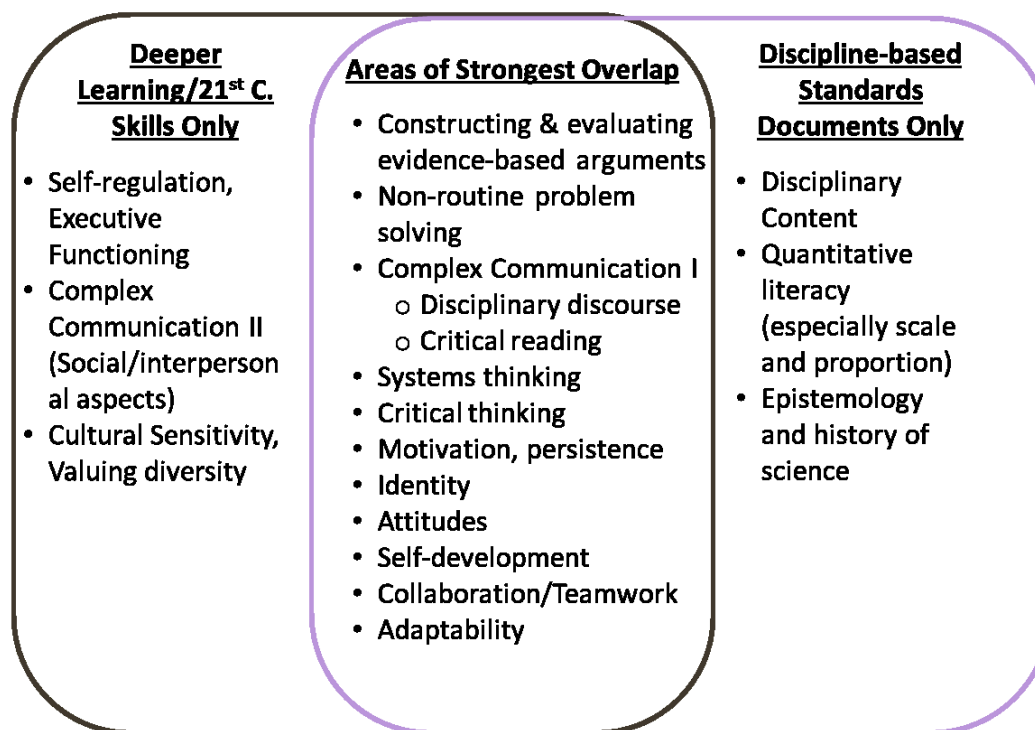 Deeper
Learning/21st C.
Skills Only
• Self-regulation,
Executive
Functioning
• Complex
Communication II
(Social/interperson
al aspects)
• Cultural Sensitivity,
Valuing diversity
Areas of Strongest Overlap
• Constructing & evaluating
evidence-based arguments
• Non-routine problem
solving
• Complex Communication I
o Disciplinary discourse
o Critical reading
• Systems thinking
• Critical thinking
• Motivation, persistence
• Identity
• Attitudes
• Self-development
• Collaboration/Teamwork
• Adaptability
Discipline-based
Standards
Documents Only
• Disciplinary
Content
• Quantitative
literacy
(especially scale
and proportion)
• Epistemology
and history of
science